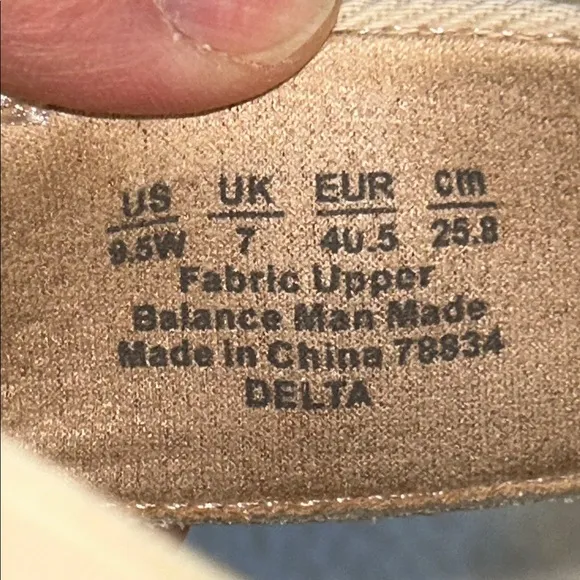 US UK EUR cm
9.5W 7 40.5 25.8
Fabric Upper
Balance Man Made
Made in China 78834
DELTA